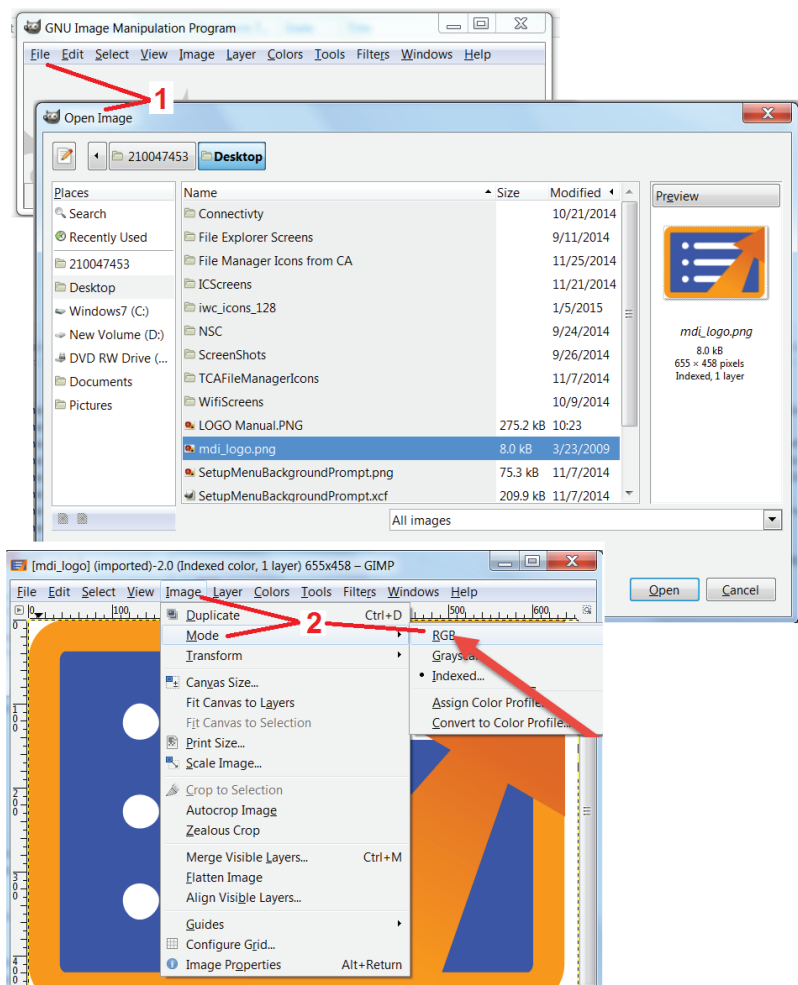 GNU Image Manipulation Program
File Edit Select View Image Layer Colors Tools Filters Windows Help
1
Open Image
210047453 Desktop
Places Name Size Modified Preview
Search Connectivty 10/21/2014
Recently Used File Explorer Screens 9/11/2014
210047453 File Manager Icons from CA 11/25/2014
Desktop ICScreens 11/21/2014
Windows7 (C:) iwc_icons_128 1/5/2015
New Volume (D:) NSC 9/24/2014 mdi_logo.png
DVD RW Drive (... ScreenShots 9/26/2014 8.0 kB
655 × 458 pixels
Documents TCAFileManagerIcons 11/7/2014 Indexed, 1 layer
Pictures WifiScreens 10/9/2014
LOGO Manual.PNG 275.2 kB 10:23
mdi_logo.png 8.0 kB 3/23/2009
SetupMenuBackgroundPrompt.png 75.3 kB 11/7/2014
SetupMenuBackgroundPrompt.xcf 209.9 kB 11/7/2014
All images
Open Cancel
[mdi_logo] (imported)-2.0 (Indexed color, 1 layer) 655x458 – GIMP
File Edit Select View Image Layer Colors Tools Filters Windows Help
0 100 500 600
0
Duplicate Ctrl+D
2
Mode RGB
Transform
Indexed...
Canvas Size...
Fit Canvas to Layers Assign Color Profile...
100
Fit Canvas to Selection Convert to Color Profile...
Print Size...
Scale Image...
Crop to Selection
200
Autocrop Image
Zealous Crop
Merge Visible Layers... Ctrl+M
Flatten Image
300
Align Visible Layers...
Guides
Configure Grid...
Image Properties Alt+Return
400